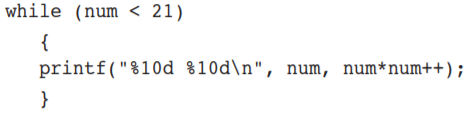 while (num < 21)
{
printf("%10d %10d\n", num, num*num++);
}